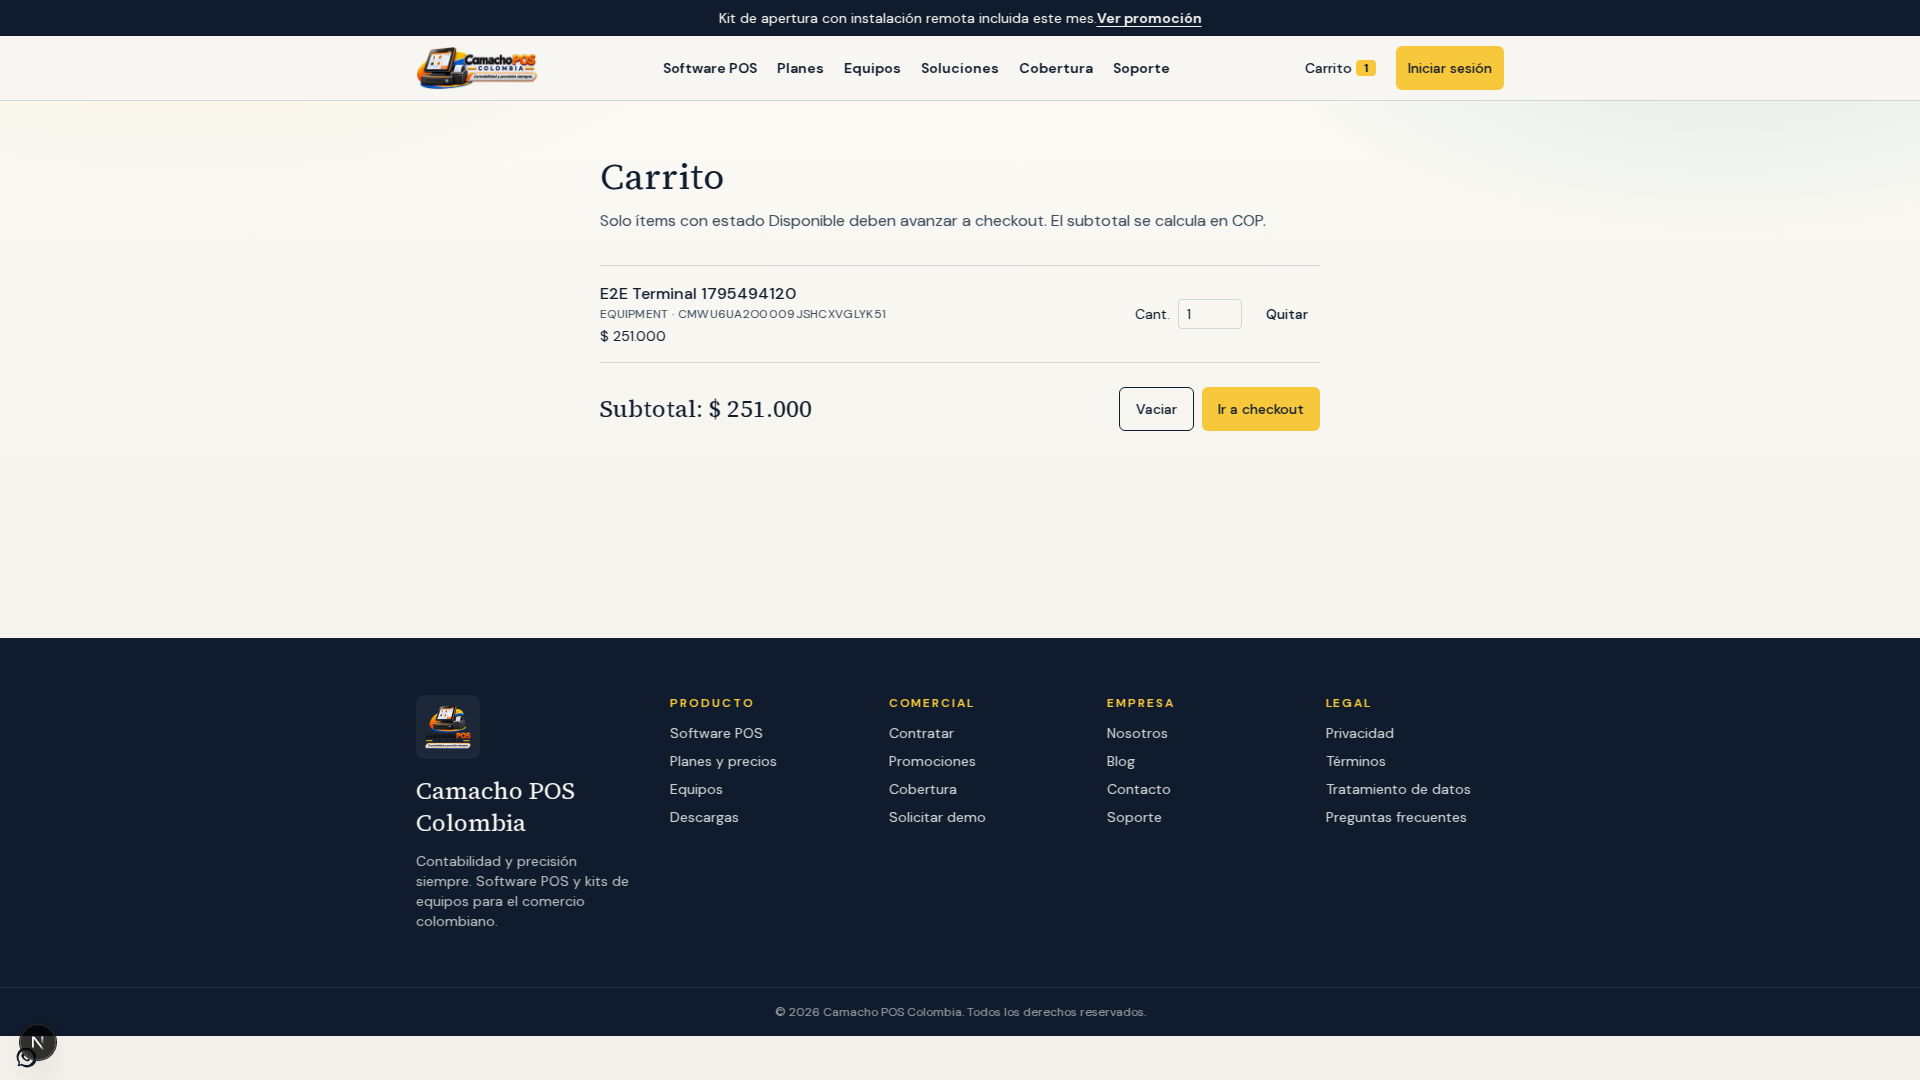 Kit de apertura con instalación remota incluida este mes.Ver promoción
CamachoPOS
COLOMBIA
Contabilidad y precisión siempre.
Software POS
Planes
Equipos
Soluciones
Cobertura
Soporte
Carrito 1
Iniciar sesión
Carrito
Solo ítems con estado Disponible deben avanzar a checkout. El subtotal se calcula en COP.
E2E Terminal 1795494120
EQUIPMENT · CMWU6UA2O0009JSHCXVGLYK51
$ 251.000
Cant. 1
Quitar
Subtotal: $ 251.000
Vaciar
Ir a checkout
Camacho POS
Colombia
Contabilidad y precisión
siempre. Software POS y kits de
equipos para el comercio
colombiano.
PRODUCTO
Software POS
Planes y precios
Equipos
Descargas
COMERCIAL
Contratar
Promociones
Cobertura
Solicitar demo
EMPRESA
Nosotros
Blog
Contacto
Soporte
LEGAL
Privacidad
Términos
Tratamiento de datos
Preguntas frecuentes
© 2026 Camacho POS Colombia. Todos los derechos reservados.
N